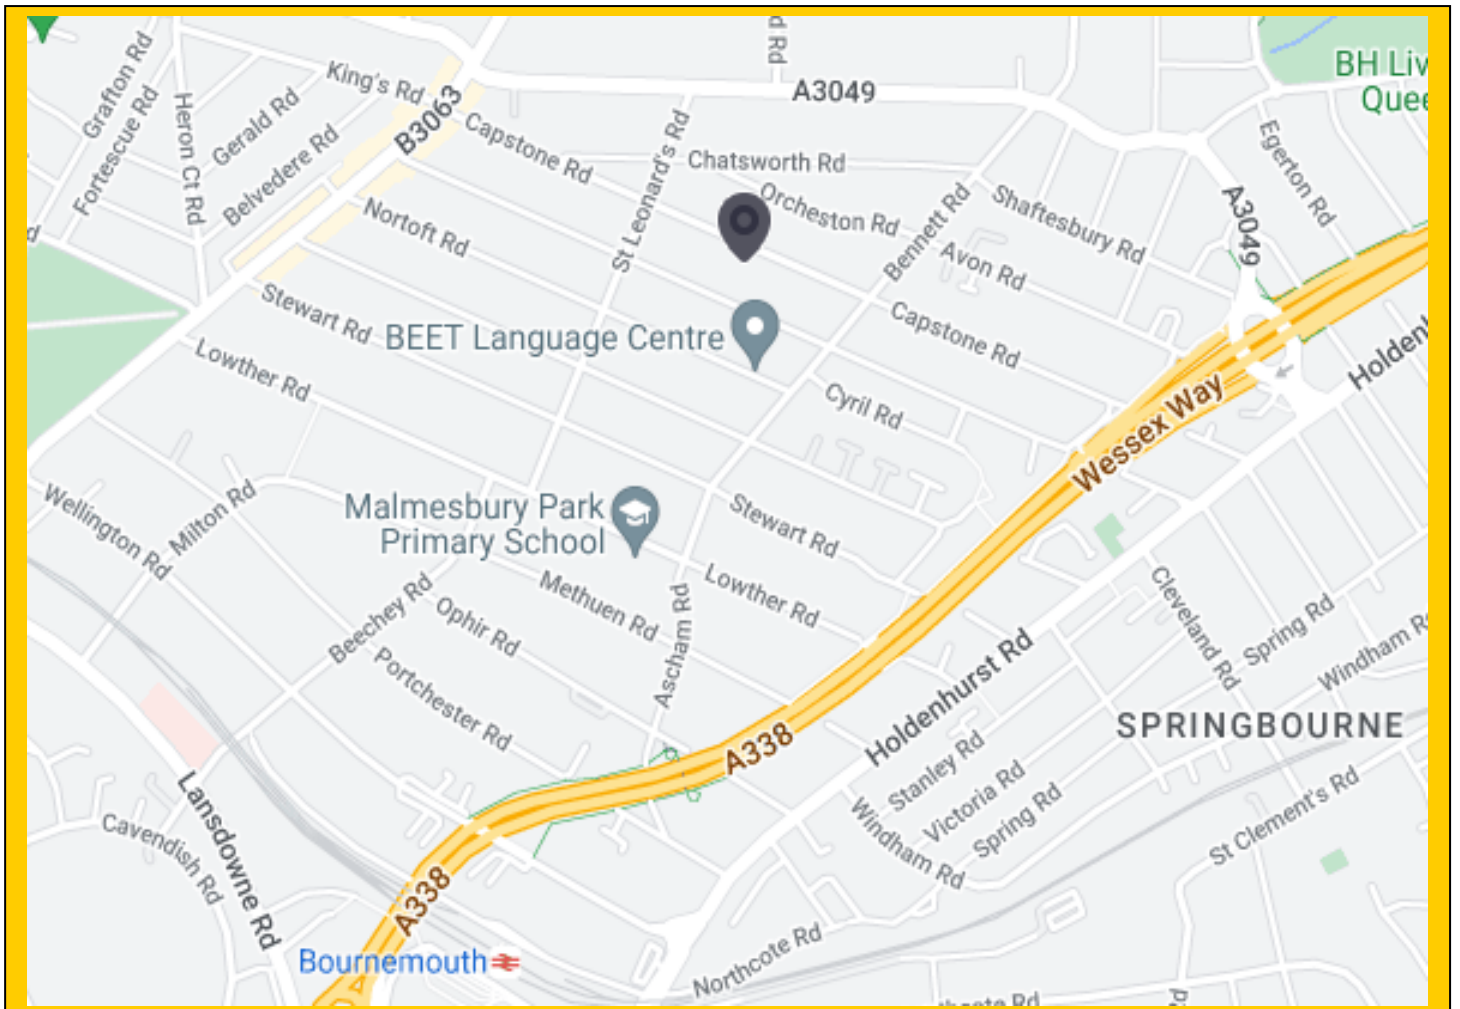 BH Liv
Quee
d Rd
A3049
King's Rd
Grafton Rd
Fortescue Rd
Heron Ct Rd
Gerald Rd
Belvedere Rd
B3063
Capstone Rd
St Leonard's Rd
Chatsworth Rd
Orcheston Rd
Bennett Rd
Shaftesbury Rd
Avon Rd
Egerton Rd
A3049
Nortoft Rd
Stewart Rd
Lowther Rd
BEET Language Centre
Capstone Rd
Cyril Rd
Wessex Way
Holdenh
Wellington Rd
Milton Rd
Malmesbury Park
Primary School
Stewart Rd
Lowther Rd
Methuen Rd
Beechey Rd
Ophir Rd
Ascham Rd
Portchester Rd
Holdenhurst Rd
Cleveland Rd
Spring Rd
Windham R
SPRINGBOURNE
A338
Stanley Rd
Victoria Rd
Spring Rd
Windham Rd
St Clement's Rd
Lansdowne Rd
Cavendish Rd
A338
Bournemouth
Northcote Rd